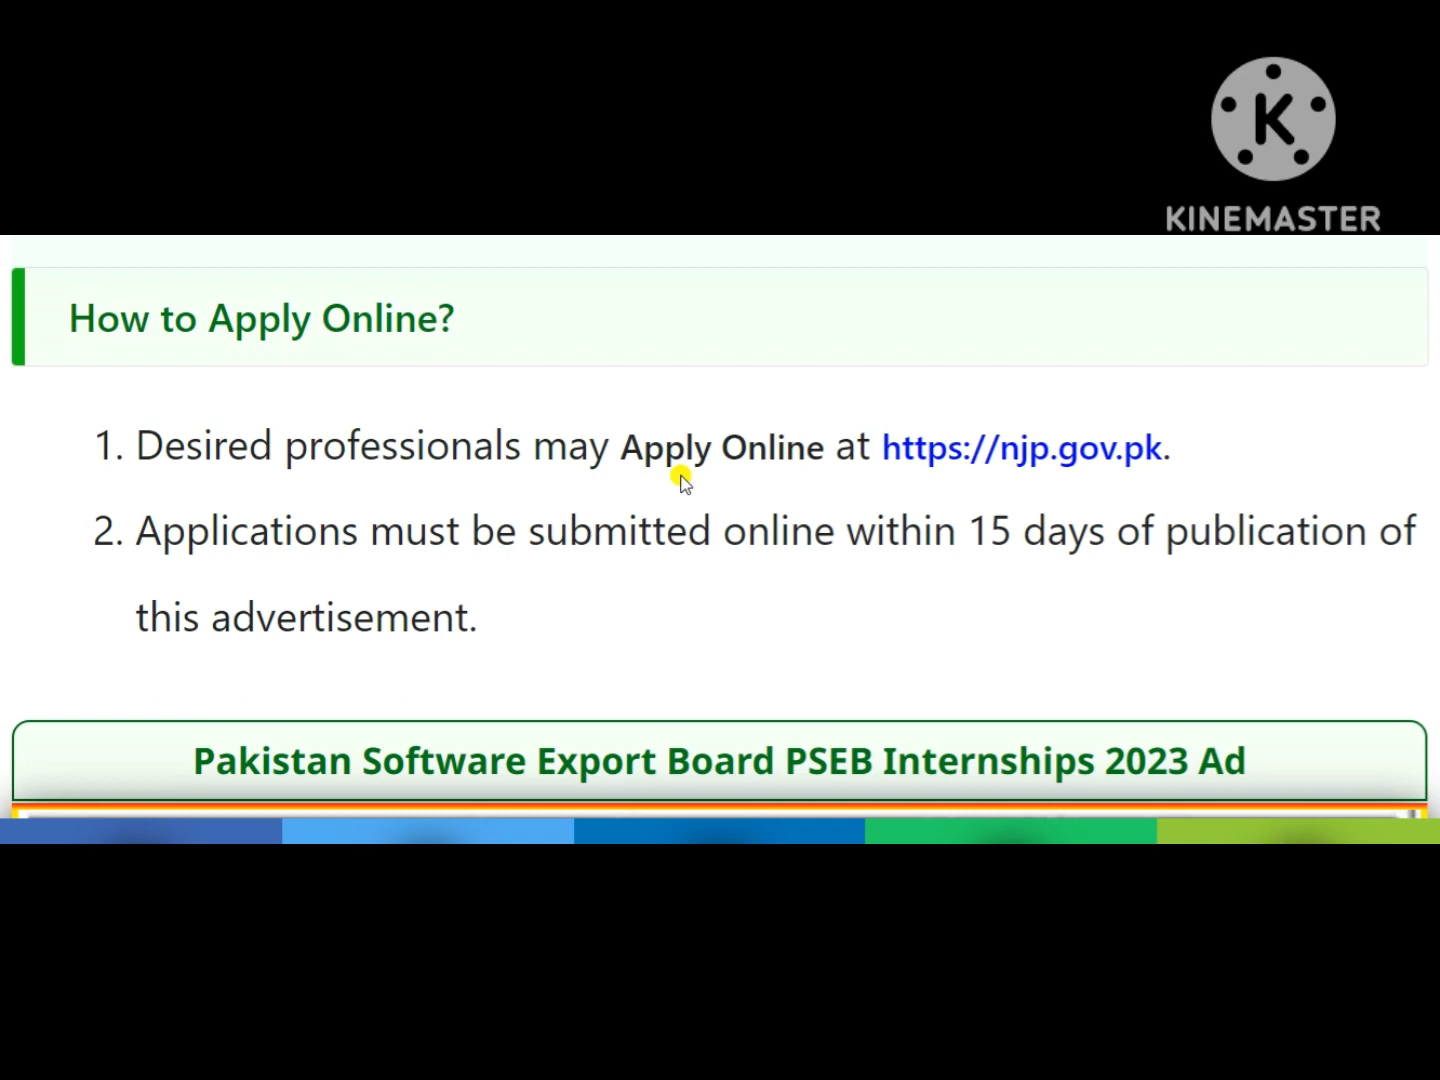 K
KINEMASTER
How to Apply Online?
1. Desired professionals may Apply Online at https://njp.gov.pk.
2. Applications must be submitted online within 15 days of publication of
this advertisement.
Pakistan Software Export Board PSEB Internships 2023 Ad